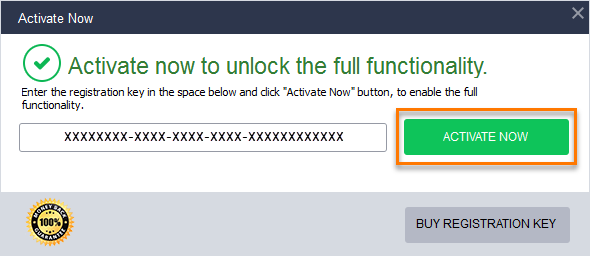 Activate Now
Activate now to unlock the full functionality.
Enter the registration key in the space below and click "Activate Now" button, to enable the full
functionality.
XXXXXXXX-XXXX-XXXX-XXXX-XXXXXXXXXXXX
ACTIVATE NOW
MONEY BACK
100%
GUARANTEE
BUY REGISTRATION KEY